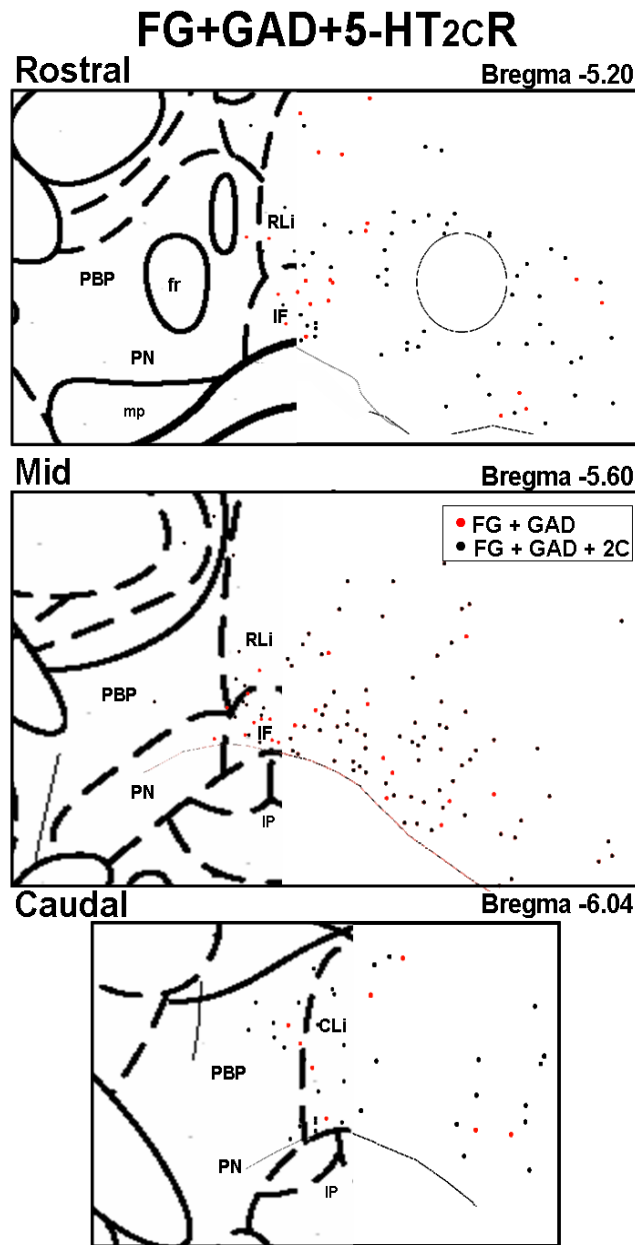 FG+GAD+5-HT2CR
Rostral Bregma -5.20
RLi
PBP fr
IF
PN
mp
Mid Bregma -5.60
FG + GAD
FG + GAD + 2C
RLi
PBP
IF
PN
IP
Caudal Bregma -6.04
CLi
PBP
PN
IP